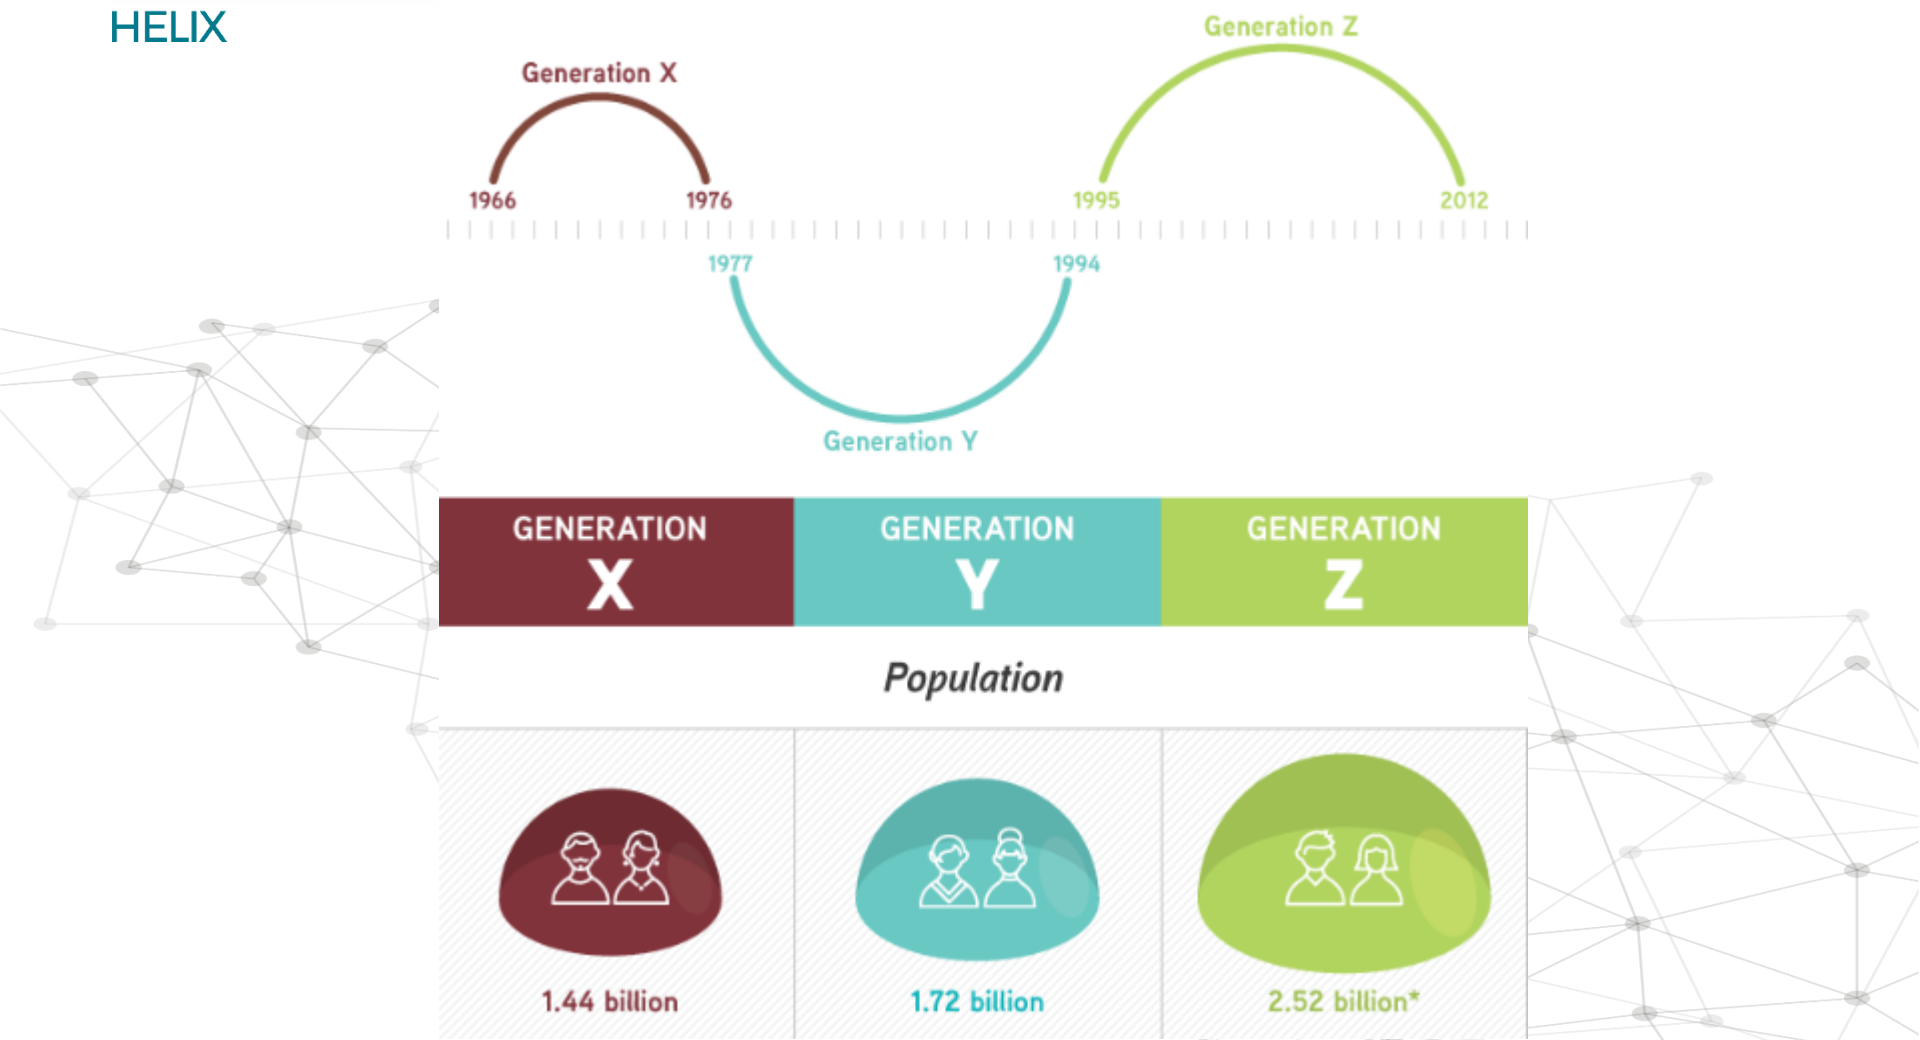 HELIX
Generation Z
Generation X
1966
1976
1995
2012
1977
1994
Generation Y
GENERATION
X
GENERATION
Y
GENERATION
Z
Population
1.44 billion
1.72 billion
2.52 billion*